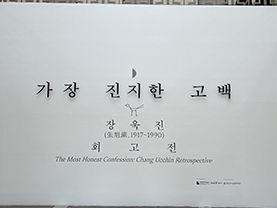 가장 진지한 고백
장욱진
(張旭鎭, 1917-1990)
회고전
The Most Honest Confession: Chang Ucchin Retrospective